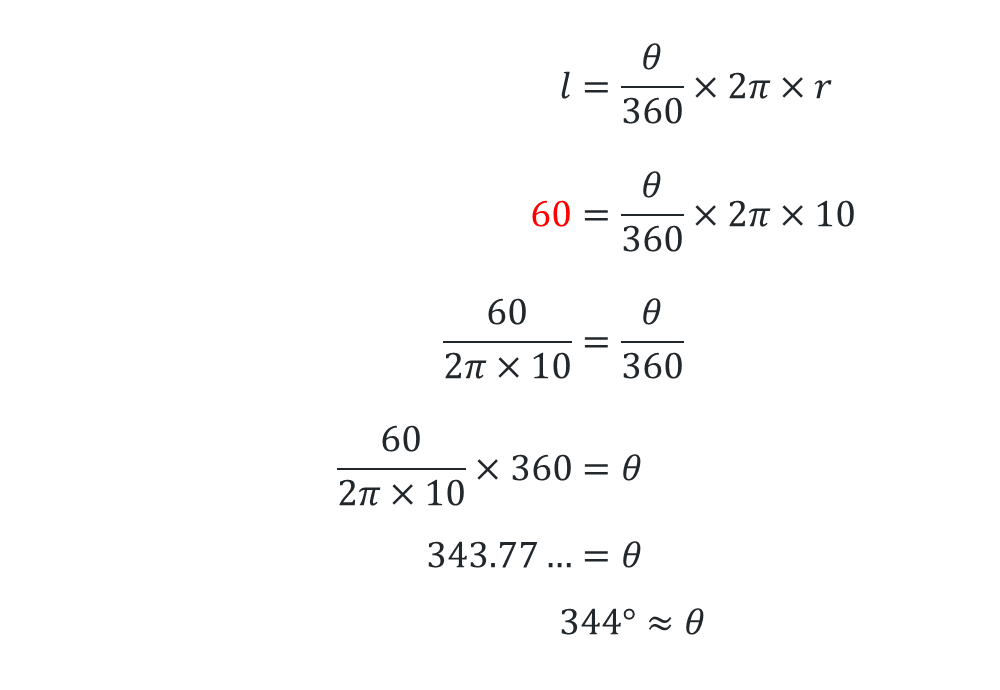 l = θ/360 × 2π × r
60 = θ/360 × 2π × 10
60/(2π × 10) = θ/360
60/(2π × 10) × 360 = θ
343.77 ... = θ
344° ≈ θ